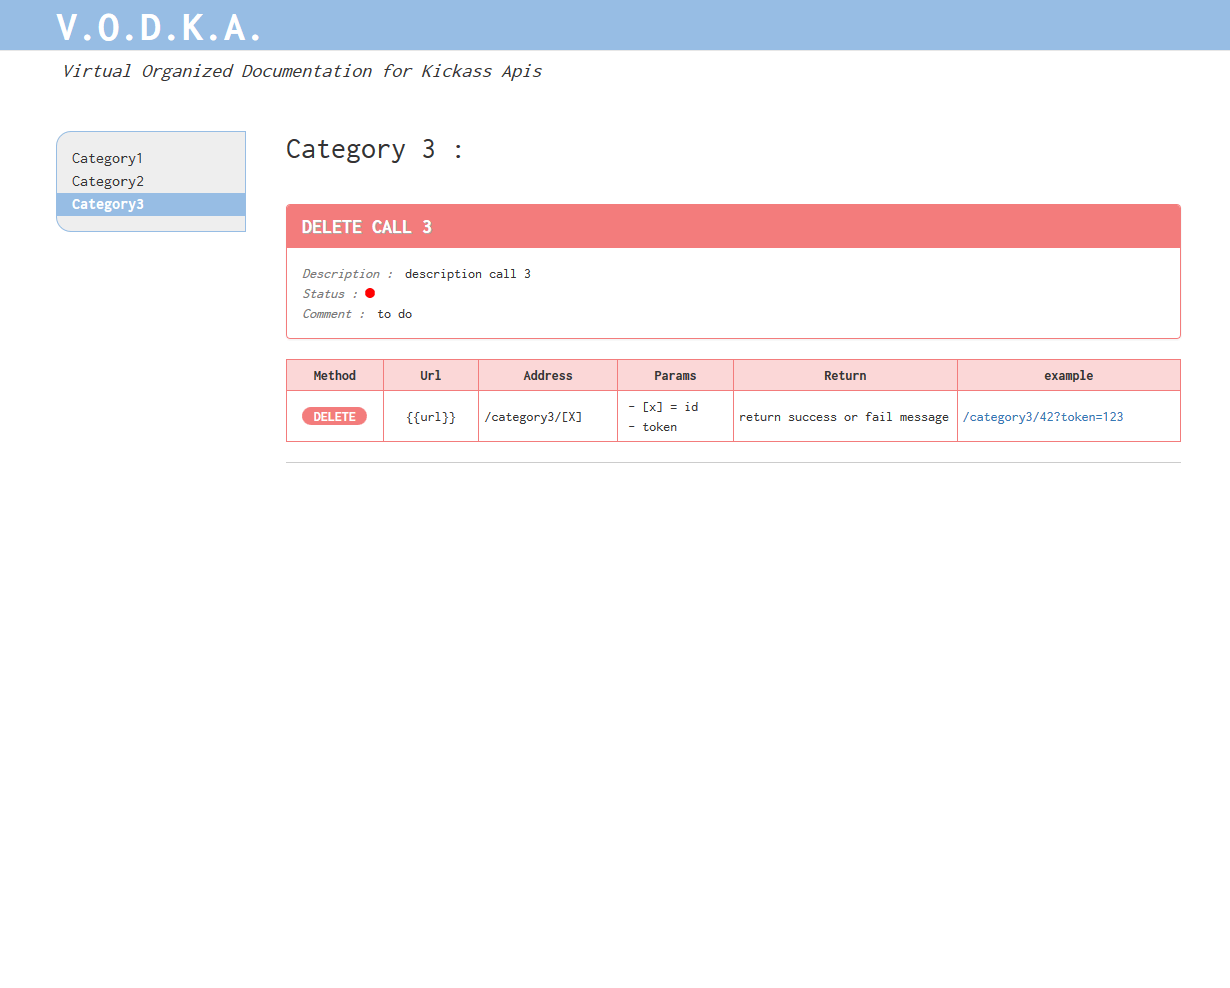 V.O.D.K.A.
Virtual Organized Documentation for Kickass Apis
Category1
Category2
Category3
Category 3 :
DELETE CALL 3
Description : description call 3
Status :
Comment : to do
Method Url Address Params Return example
DELETE {{url}} /category3/[X] - [x] = id return success or fail message /category3/42?token=123
- token